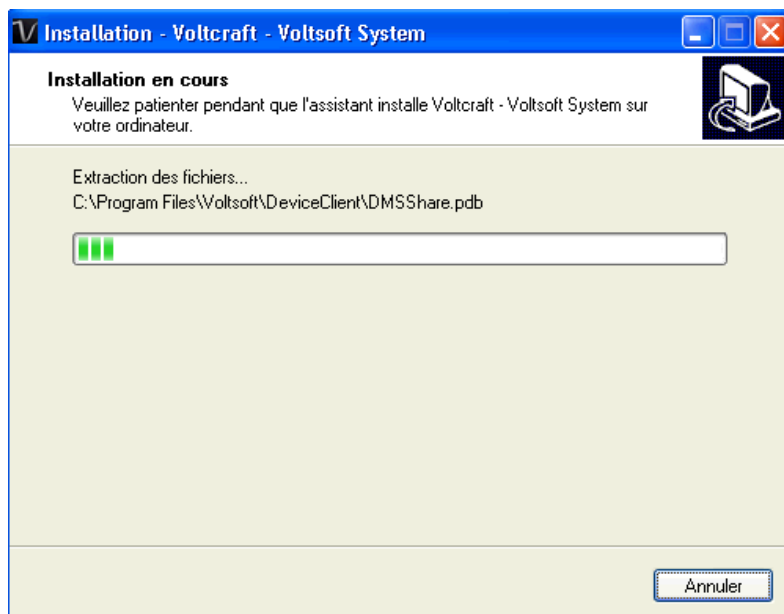 Installation - Voltcraft - Voltsoft System
Installation en cours
Veuillez patienter pendant que l'assistant installe Voltcraft - Voltsoft System sur
votre ordinateur.
Extraction des fichiers...
C:\Program Files\Voltsoft\DeviceClient\DMSShare.pdb
Annuler